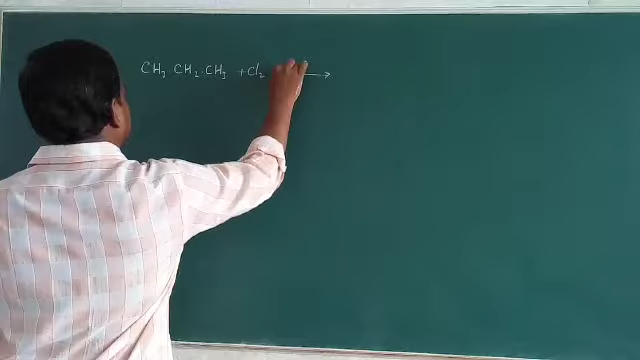 CH₃ . CH₂ . CH₃ + Cl₂ →